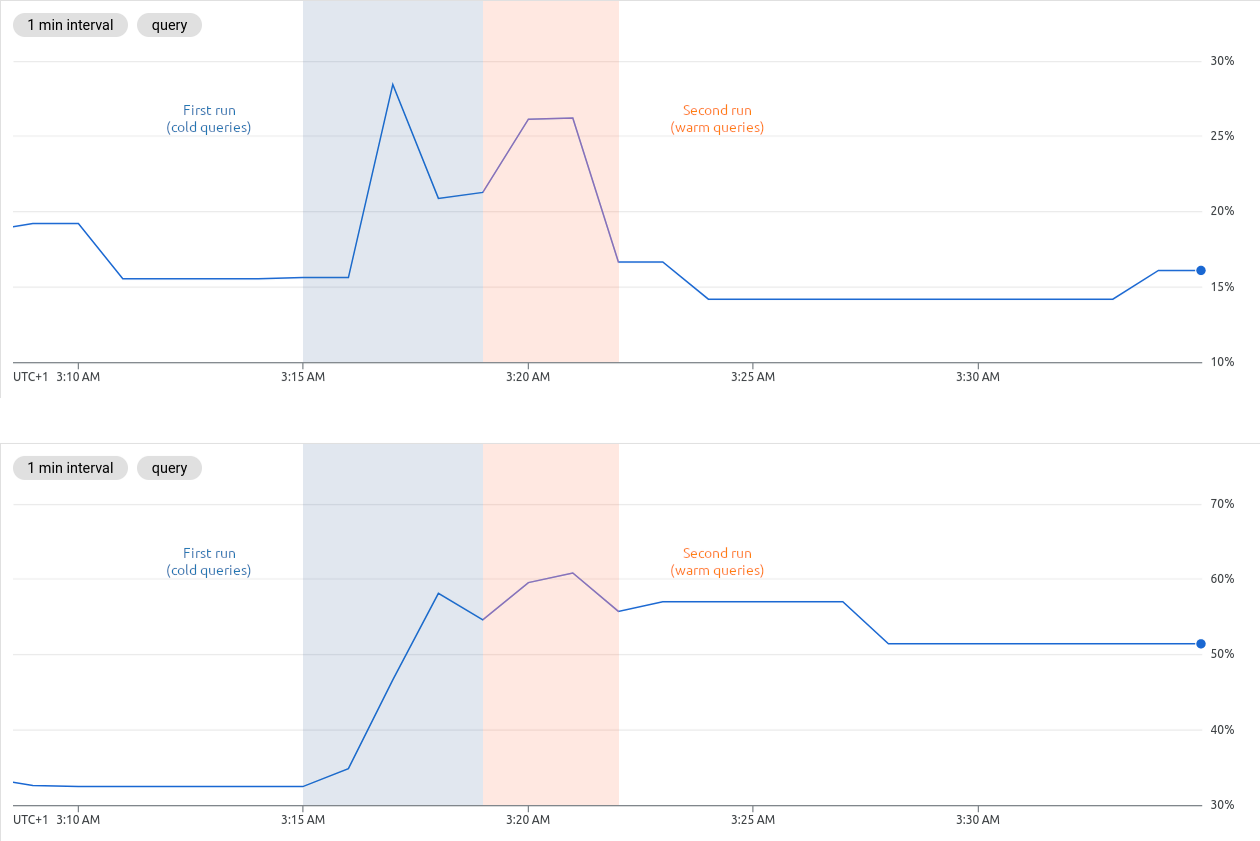 1 min interval query
30%
First run
(cold queries)
Second run
(warm queries)
25%
20%
15%
10%
UTC+1 3:10 AM 3:15 AM 3:20 AM 3:25 AM 3:30 AM
1 min interval query
70%
First run
(cold queries)
Second run
(warm queries)
60%
50%
40%
30%
UTC+1 3:10 AM 3:15 AM 3:20 AM 3:25 AM 3:30 AM